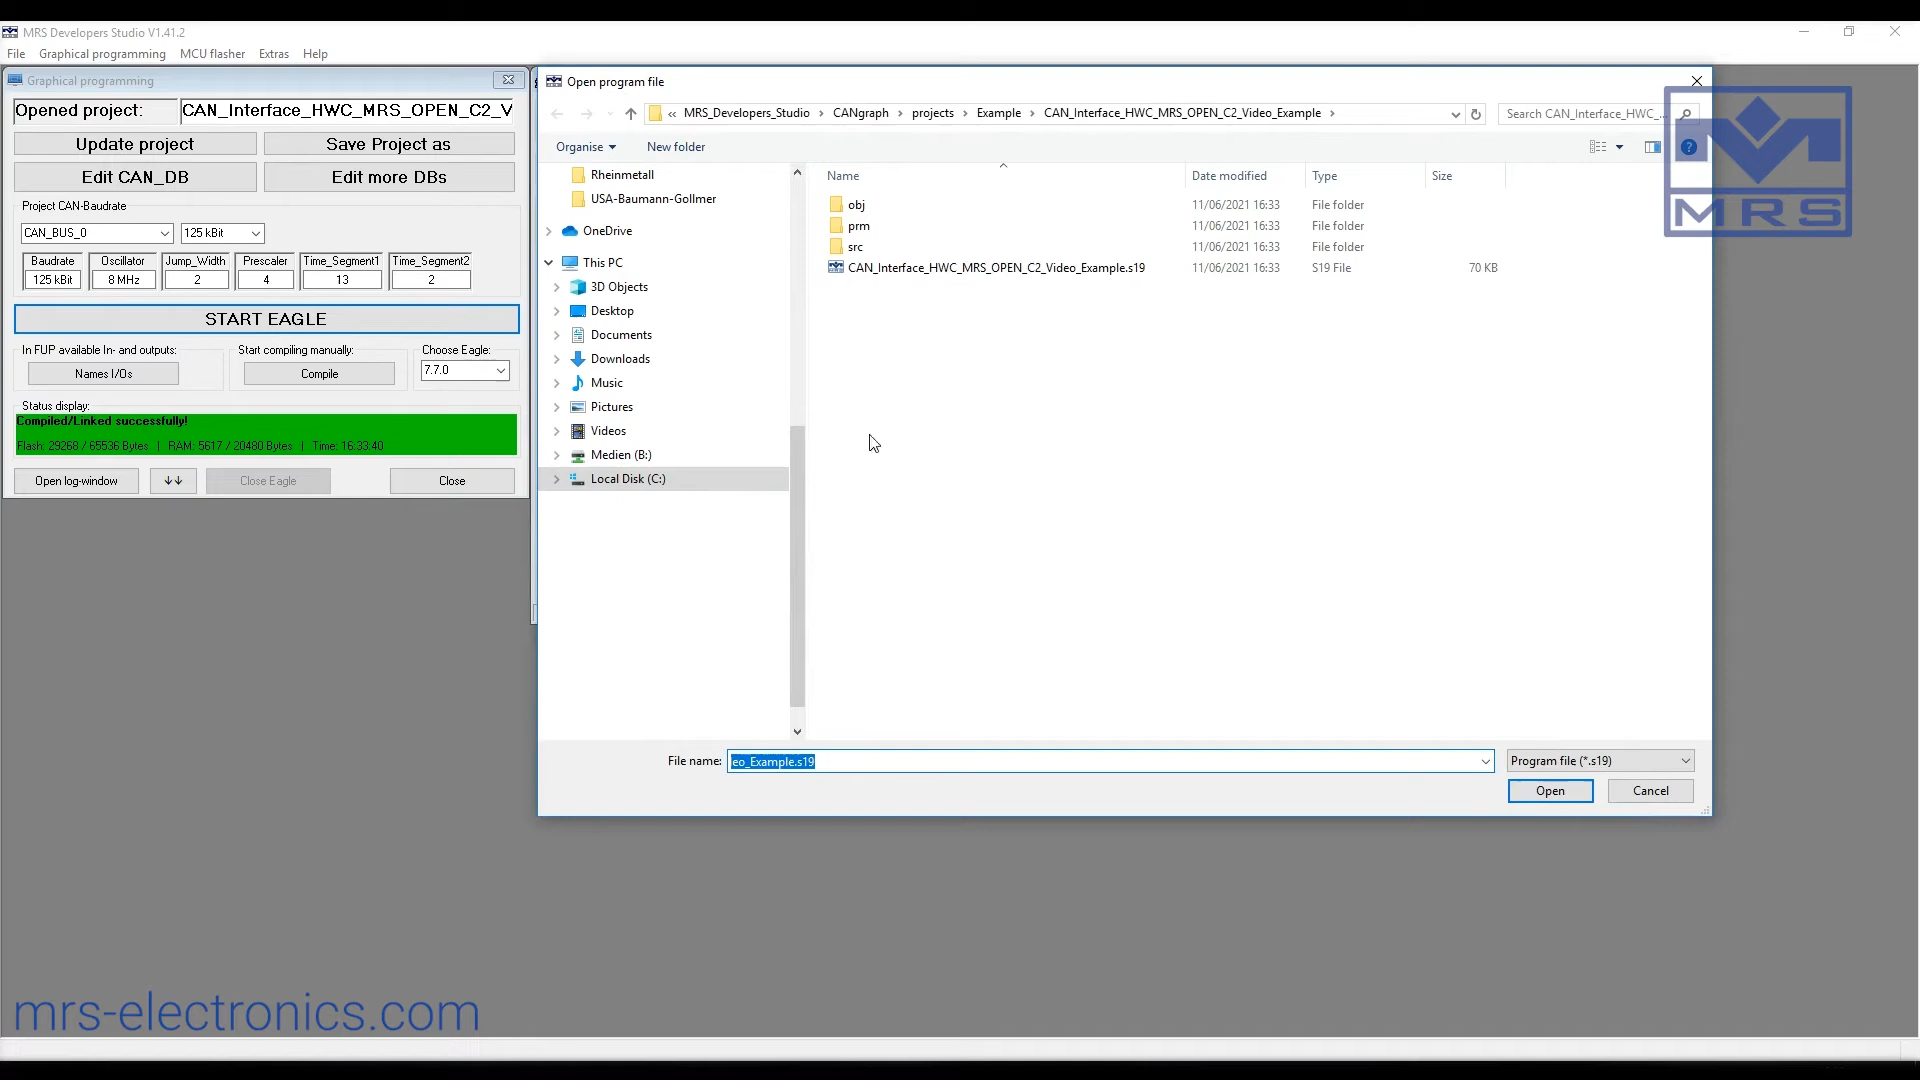 MRS Developers Studio V1.41.2
File Graphical programming MCU flasher Extras Help
Graphical programming
Opened project: CAN_Interface_HWC_MRS_OPEN_C2_V
Update project Save Project as
Edit CAN_DB Edit more DBs
Project CAN-Baudrate
CAN_BUS_0 125 kBit
Baudrate Oscillator Jump_Width Prescaler Time_Segment1 Time_Segment2
125 kBit 8 MHz 2 4 13 2
START EAGLE
In FUP available In- and outputs: Start compiling manually: Choose Eagle:
Names I/Os Compile 7.7.0
Status display:
Compiled/Linked successfully!
Flash: 29268 / 65536 Bytes | RAM: 5617 / 20480 Bytes | Time: 16:33:40
Open log-window ↓↓ Close Eagle Close
Open program file
« MRS_Developers_Studio › CANgraph › projects › Example › CAN_Interface_HWC_MRS_OPEN_C2_Video_Example ›
Search CAN_Interface_HWC_...
Organise New folder
Rheinmetall
USA-Baumann-Gollmer
OneDrive
This PC
3D Objects
Desktop
Documents
Downloads
Music
Pictures
Videos
Medien (B:)
Local Disk (C:)
Name Date modified Type Size
obj 11/06/2021 16:33 File folder
prm 11/06/2021 16:33 File folder
src 11/06/2021 16:33 File folder
CAN_Interface_HWC_MRS_OPEN_C2_Video_Example.s19 11/06/2021 16:33 S19 File 70 KB
File name: eo_Example.s19 Program file (*.s19)
Open Cancel
MRS
mrs-electronics.com